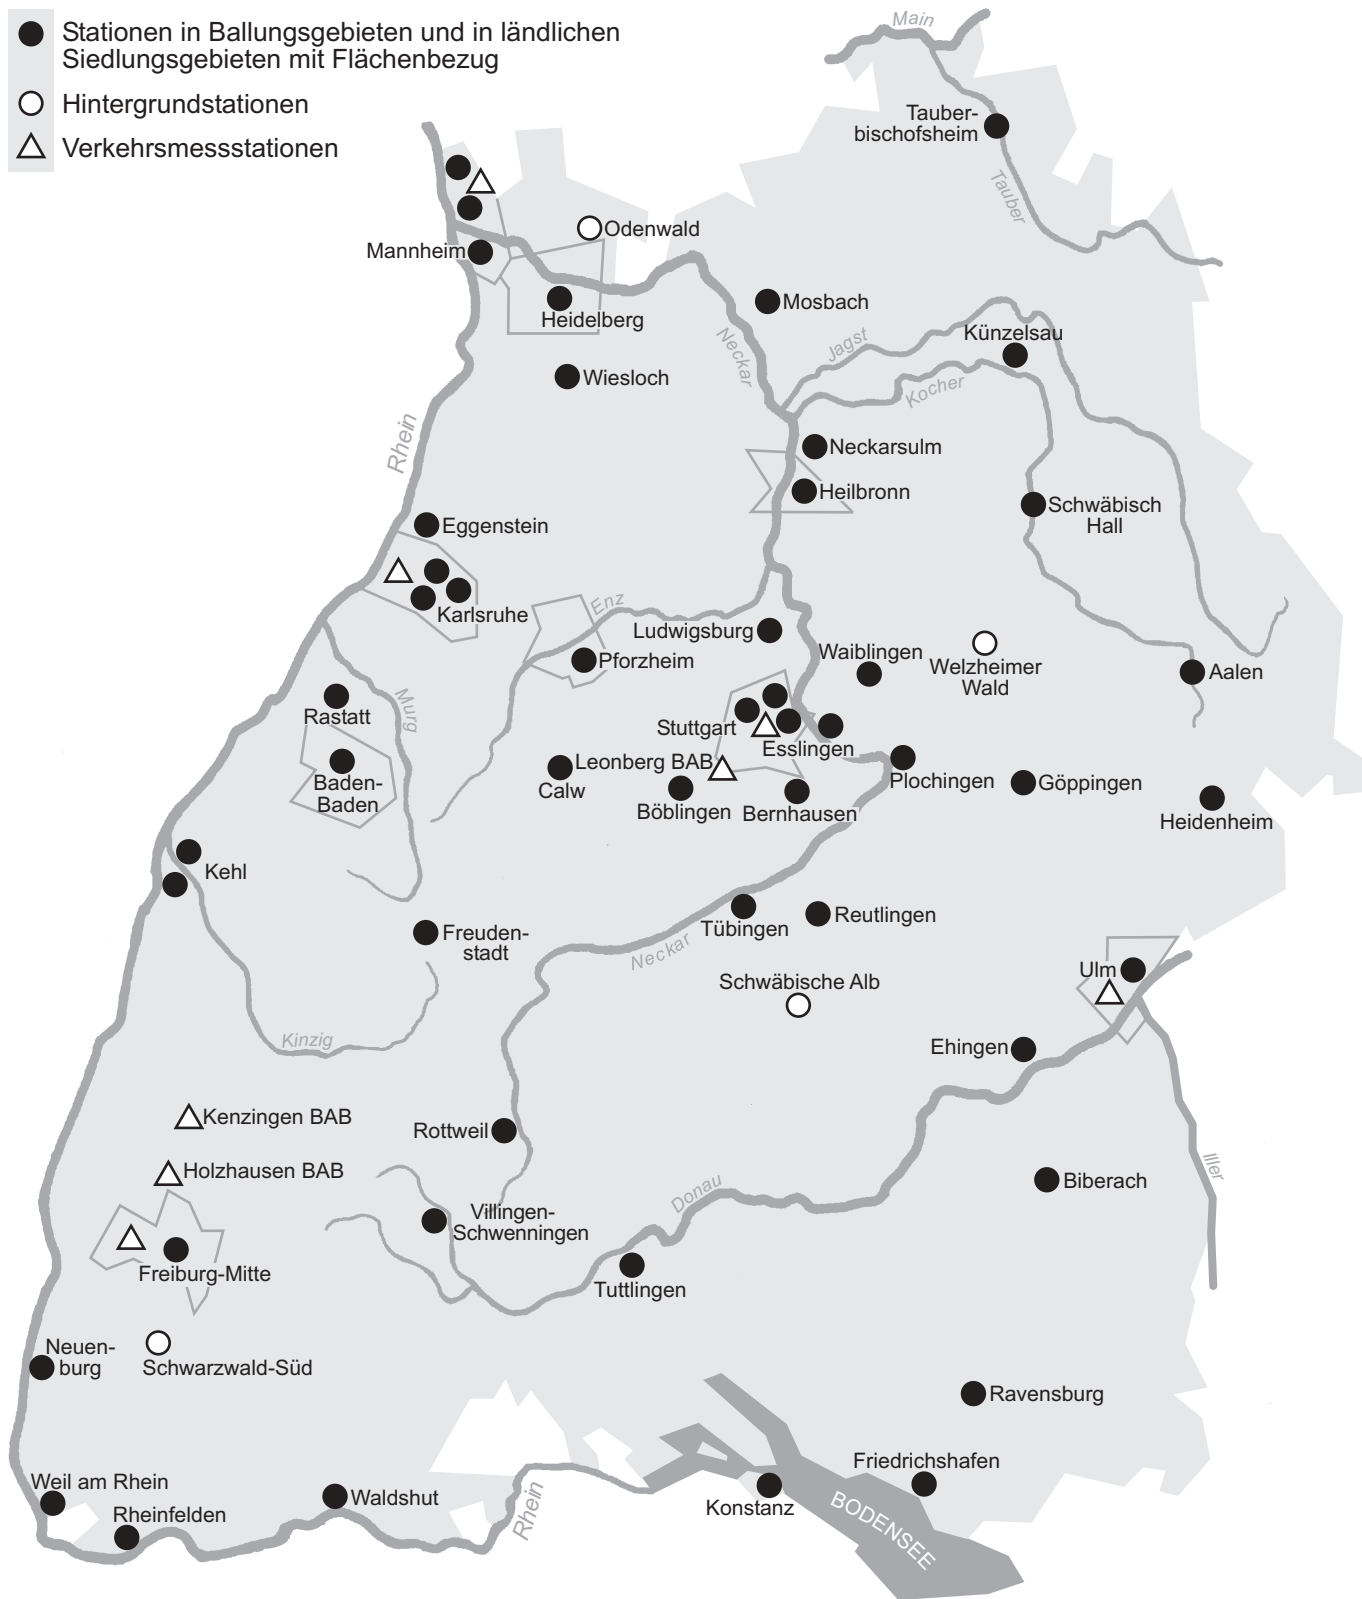 Stationen in Ballungsgebieten und in ländlichen
Siedlungsgebieten mit Flächenbezug
Hintergrundstationen
Verkehrsmessstationen
Main
Tauber-
bischofsheim
Tauber
Odenwald
Mannheim
Heidelberg
Mosbach
Neckar
Jagst
Künzelsau
Kocher
Wiesloch
Rhein
Neckarsulm
Heilbronn
Schwäbisch
Hall
Eggenstein
Karlsruhe
Enz
Ludwigsburg
Pforzheim
Waiblingen
Welzheimer
Wald
Aalen
Rastatt
Murg
Stuttgart
Esslingen
Baden-
Baden
Leonberg BAB
Calw
Böblingen
Bernhausen
Plochingen
Göppingen
Heidenheim
Kehl
Freuden-
stadt
Tübingen
Reutlingen
Neckar
Schwäbische Alb
Ulm
Kinzig
Ehingen
Kenzingen BAB
Rottweil
Holzhausen BAB
Iller
Biberach
Donau
Villingen-
Schwenningen
Freiburg-Mitte
Tuttlingen
Neuen-
burg
Schwarzwald-Süd
Ravensburg
Friedrichshafen
Weil am Rhein
Rheinfelden
Waldshut
Rhein
Konstanz
BODENSEE